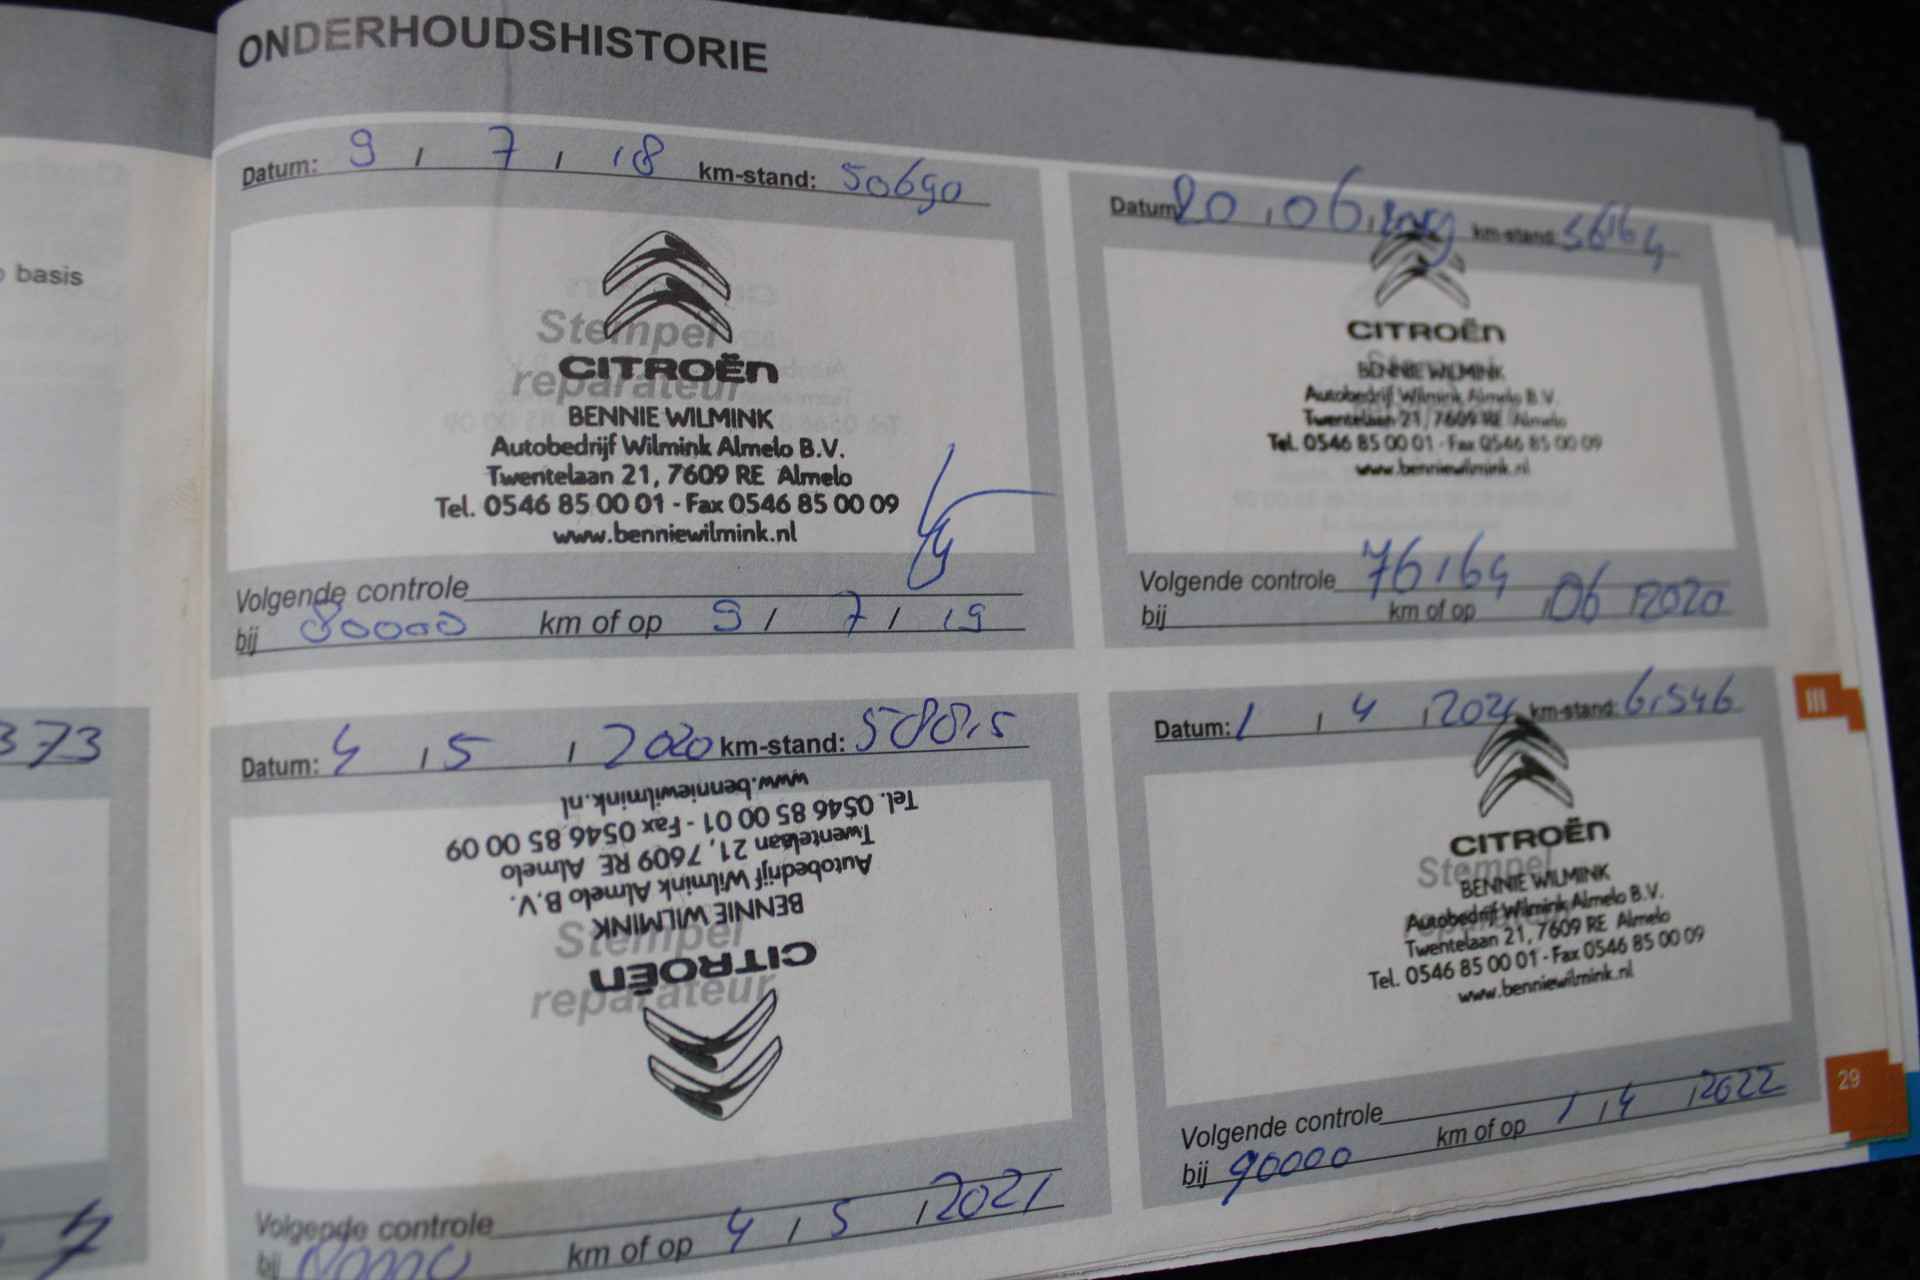 ONDERHOUDSHISTORIE
basis
373
Datum: 9 / 7 / 18 km-stand: 50690
Stempel
reparateur
CITROËN
BENNIE WILMINK
Autobedrijf Wilmink Almelo B.V.
Twentelaan 21, 7609 RE Almelo
Tel. 0546 85 00 01 - Fax 0546 85 00 09
www.benniewilmink.nl
Volgende controle
bij 80000 km of op 9 / 7 / 19
Datum 20 / 06 / 2019 km-stand: 56164
CITROËN
BENNIE WILMINK
Autobedrijf Wilmink Almelo B.V.
Twentelaan 21, 7609 RE Almelo
Tel. 0546 85 00 01 - Fax 0546 85 00 09
www.benniewilmink.nl
Volgende controle 76164
bij km of op 06 / 2020
Datum: 4 / 5 / 2020 km-stand: 58815
Stempel
reparateur
CITROËN
BENNIE WILMINK
Autobedrijf Wilmink Almelo B.V.
Twentelaan 21, 7609 RE Almelo
Tel. 0546 85 00 01 - Fax 0546 85 00 09
www.benniewilmink.nl
Volgende controle
bij km of op 4 / 5 / 2021
Datum: 1 / 4 / 2021 km-stand: 61546
Stempel
CITROËN
BENNIE WILMINK
Autobedrijf Wilmink Almelo B.V.
Twentelaan 21, 7609 RE Almelo
Tel. 0546 85 00 01 - Fax 0546 85 00 09
www.benniewilmink.nl
Volgende controle
bij 90000 km of op 1 / 4 / 2022
III
29